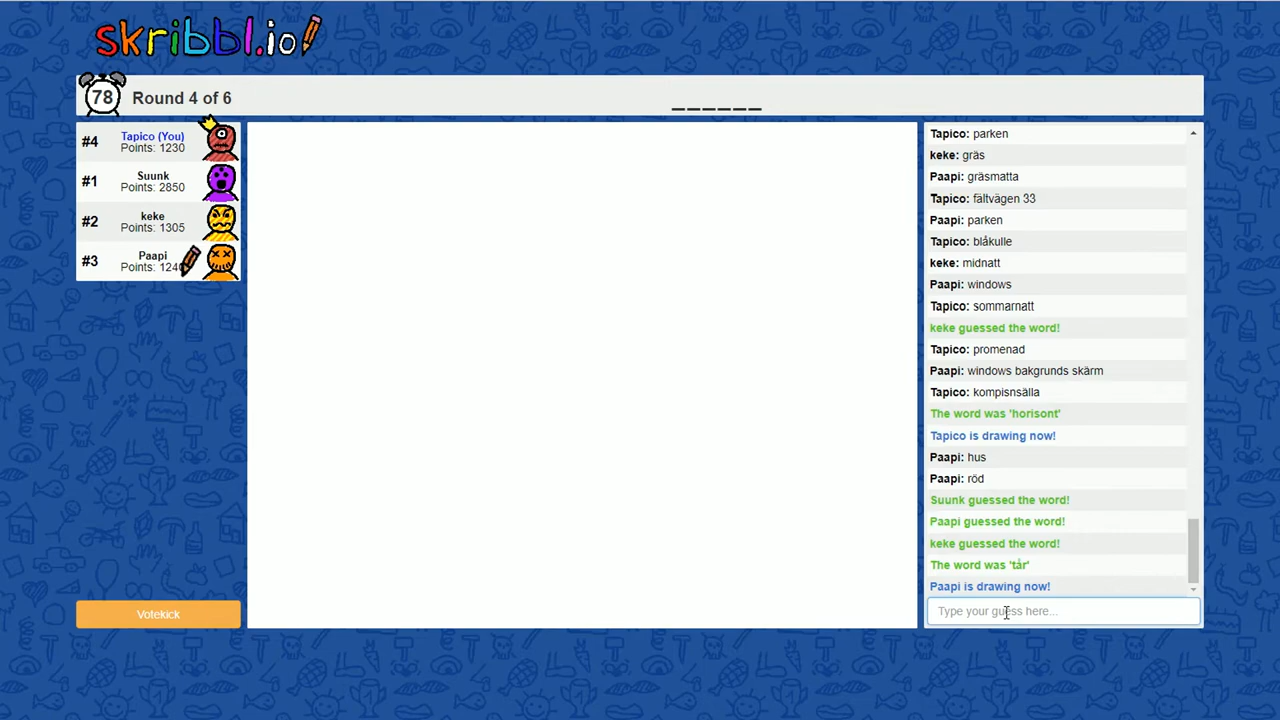 skribbl.io
78 Round 4 of 6
______
#4 Tapico (You)
Points: 1230
#1 Suunk
Points: 2850
#2 keke
Points: 1305
#3 Paapi
Points: 1240
Votekick
Tapico: parken
keke: gräs
Paapi: gräsmatta
Tapico: fältvägen 33
Paapi: parken
Tapico: blåkulle
keke: midnatt
Paapi: windows
Tapico: sommarnatt
keke guessed the word!
Tapico: promenad
Paapi: windows bakgrunds skärm
Tapico: kompisnsälla
The word was 'horisont'
Tapico is drawing now!
Paapi: hus
Paapi: röd
Suunk guessed the word!
Paapi guessed the word!
keke guessed the word!
The word was 'tår'
Paapi is drawing now!
Type your guess here...